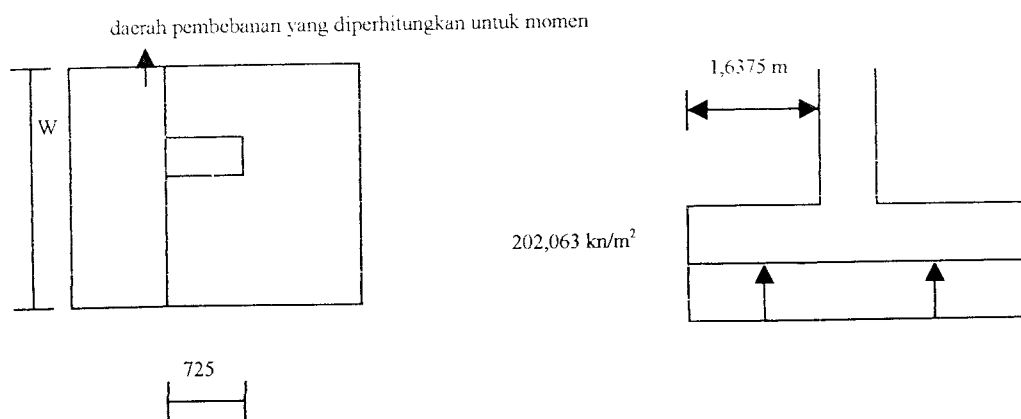 daerah pembebanan yang diperhitungkan untuk momen
1,6375 m
W
202,063 kn/m²
725